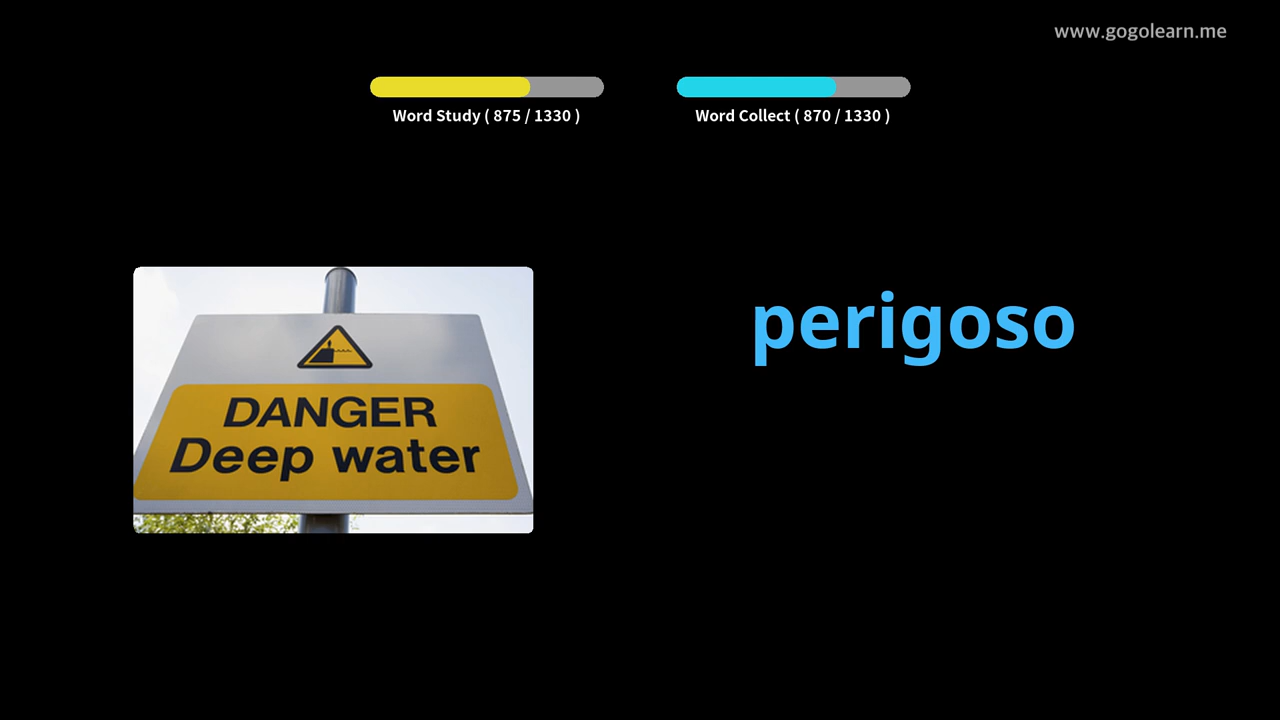 www.gogolearn.me
Word Study ( 875 / 1330 )
Word Collect ( 870 / 1330 )
DANGER
Deep water
perigoso